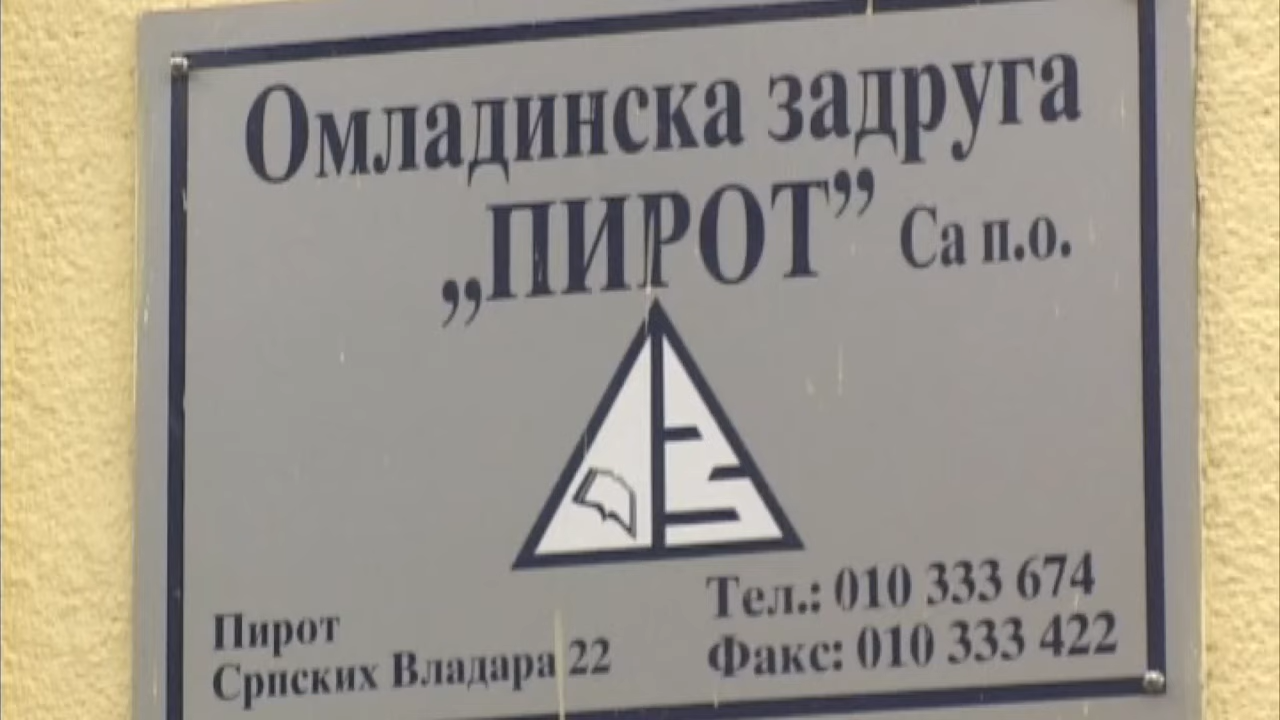 Омладинска задруга
„ПИРОТ” Са п.о.
Пирот
Српских Владара 22
Тел.: 010 333 674
Факс: 010 333 422